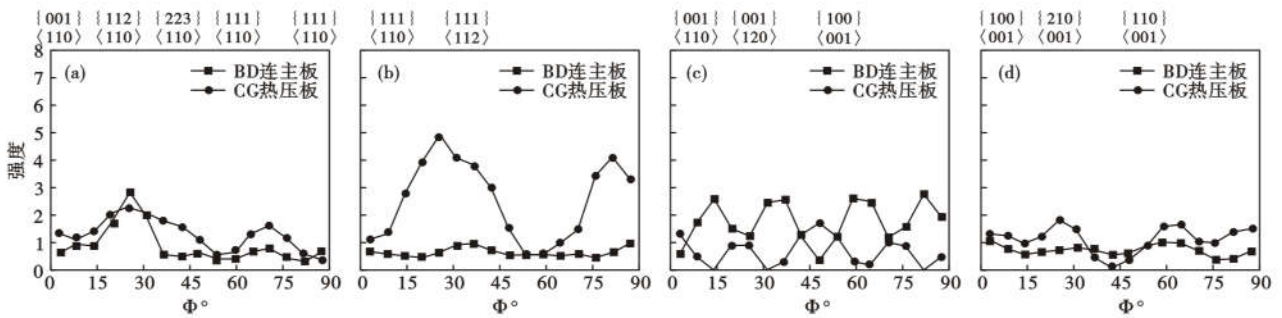 {001} {112} {223} {111} {111}
⟨110⟩ ⟨110⟩ ⟨110⟩ ⟨110⟩ ⟨110⟩
{111} {111}
⟨110⟩ ⟨112⟩
{001} {001} {100}
⟨110⟩ ⟨120⟩ ⟨001⟩
{100} {210} {110}
⟨001⟩ ⟨001⟩ ⟨001⟩
(a)
BD连主板
CG热压板
(b)
BD连主板
CG热压板
(c)
BD连主板
CG热压板
(d)
BD连主板
CG热压板
强度
8
7
6
5
4
3
2
1
0
0 15 30 45 60 75 90
15 30 45 60 75 90
15 30 45 60 75 90
15 30 45 60 75 90
Φ° Φ° Φ° Φ°